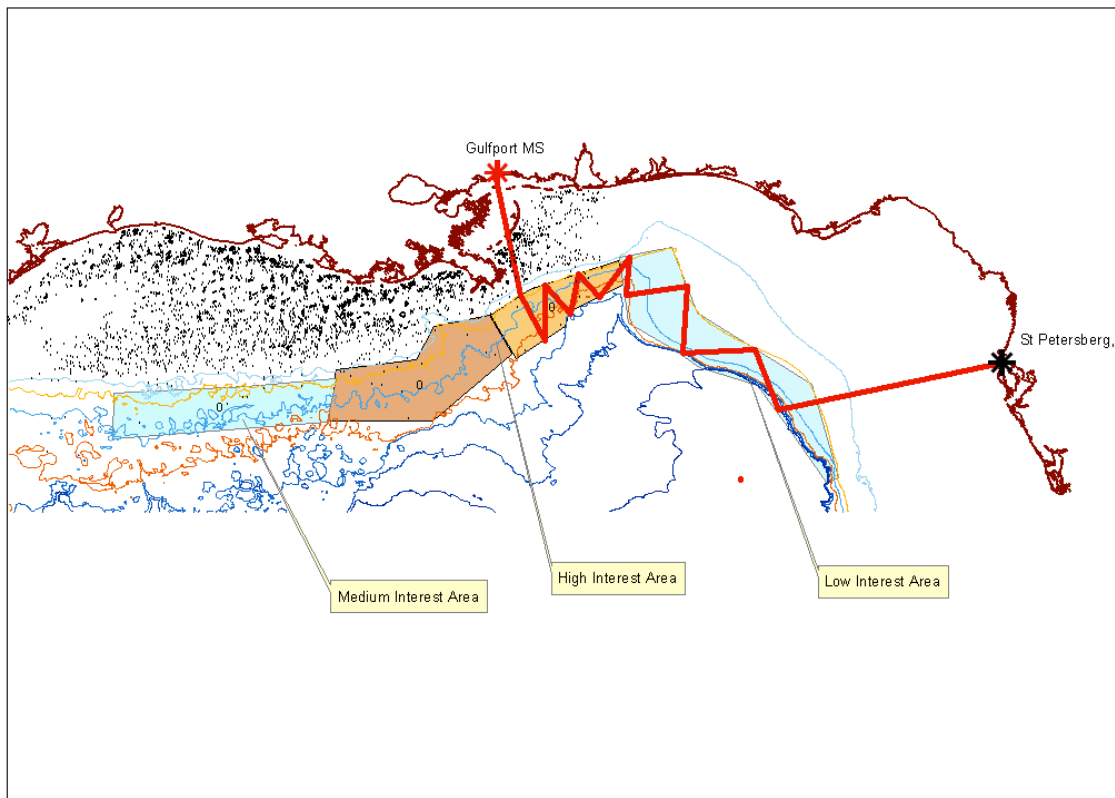 Gulfport MS
St Petersberg,
0
0
0
High Interest Area
Low Interest Area
Medium Interest Area